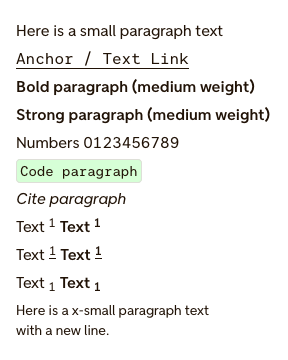 Here is a small paragraph text
Anchor / Text Link
Bold paragraph (medium weight)
Strong paragraph (medium weight)
Numbers 0123456789
Code paragraph
Cite paragraph
Text ¹ Text ¹
Text ¹ Text ¹
Text ₁ Text ₁
Here is a x-small paragraph text
with a new line.